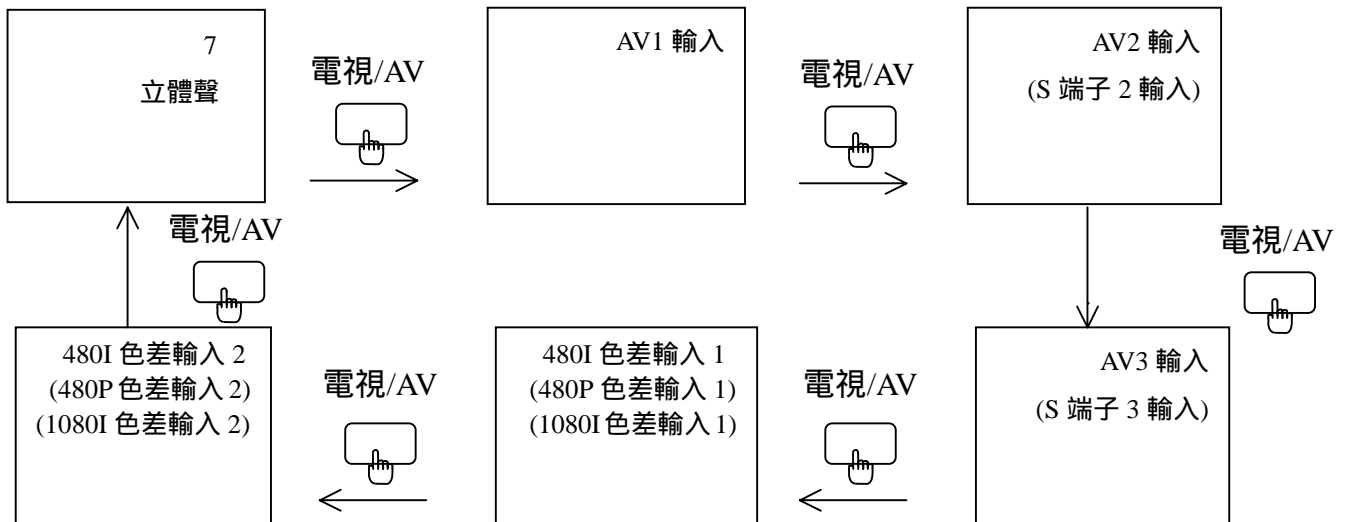 7
立體聲
電視/AV
AV1 輸入
電視/AV
AV2 輸入
(S 端子 2 輸入)
電視/AV
電視/AV
480I 色差輸入 2
(480P 色差輸入 2)
(1080I 色差輸入 2)
電視/AV
480I 色差輸入 1
(480P 色差輸入 1)
(1080I 色差輸入 1)
電視/AV
AV3 輸入
(S 端子 3 輸入)